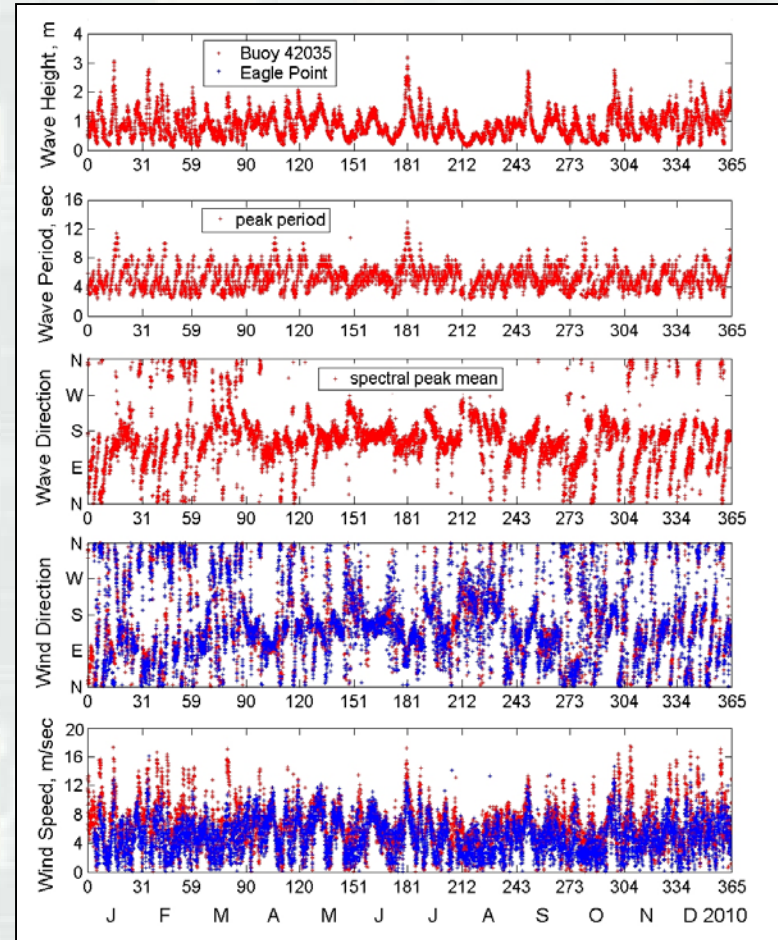 Wave Height, m
4
3
2
1
0
Buoy 42035
Eagle Point
0 31 59 90 120 151 181 212 243 273 304 334 365
Wave Period, sec
16
12
8
4
0
peak period
0 31 59 90 120 151 181 212 243 273 304 334 365
Wave Direction
N
W
S
E
N
spectral peak mean
0 31 59 90 120 151 181 212 243 273 304 334 365
Wind Direction
N
W
S
E
N
0 31 59 90 120 151 181 212 243 273 304 334 365
Wind Speed, m/sec
20
16
12
8
4
0
0 31 59 90 120 151 181 212 243 273 304 334 365
J F M A M J J A S O N D 2010